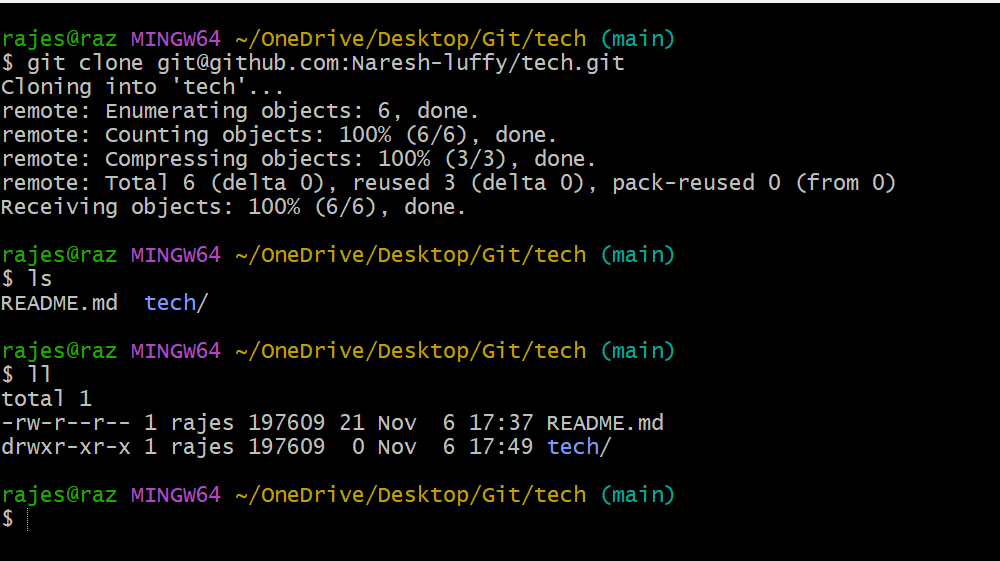 rajes@raz MINGW64 ~/OneDrive/Desktop/Git/tech (main)
$ git clone git@github.com:Naresh-luffy/tech.git
Cloning into 'tech'...
remote: Enumerating objects: 6, done.
remote: Counting objects: 100% (6/6), done.
remote: Compressing objects: 100% (3/3), done.
remote: Total 6 (delta 0), reused 3 (delta 0), pack-reused 0 (from 0)
Receiving objects: 100% (6/6), done.
rajes@raz MINGW64 ~/OneDrive/Desktop/Git/tech (main)
$ ls
README.md  tech/
rajes@raz MINGW64 ~/OneDrive/Desktop/Git/tech (main)
$ ll
total 1
-rw-r--r-- 1 rajes 197609 21 Nov  6 17:37 README.md
drwxr-xr-x 1 rajes 197609  0 Nov  6 17:49 tech/
rajes@raz MINGW64 ~/OneDrive/Desktop/Git/tech (main)
$